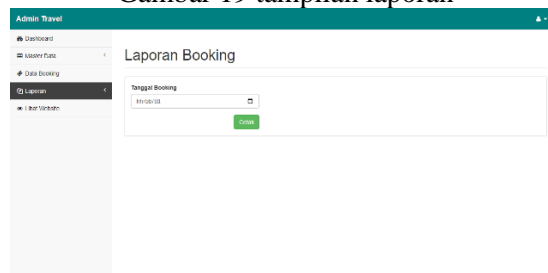 Gambar 19 tampilan laporan
Admin Travel
Dashboard
Master Data
Laporan Booking
Data Booking
Laporan
Tanggal Booking
Lihat Website
Cetak